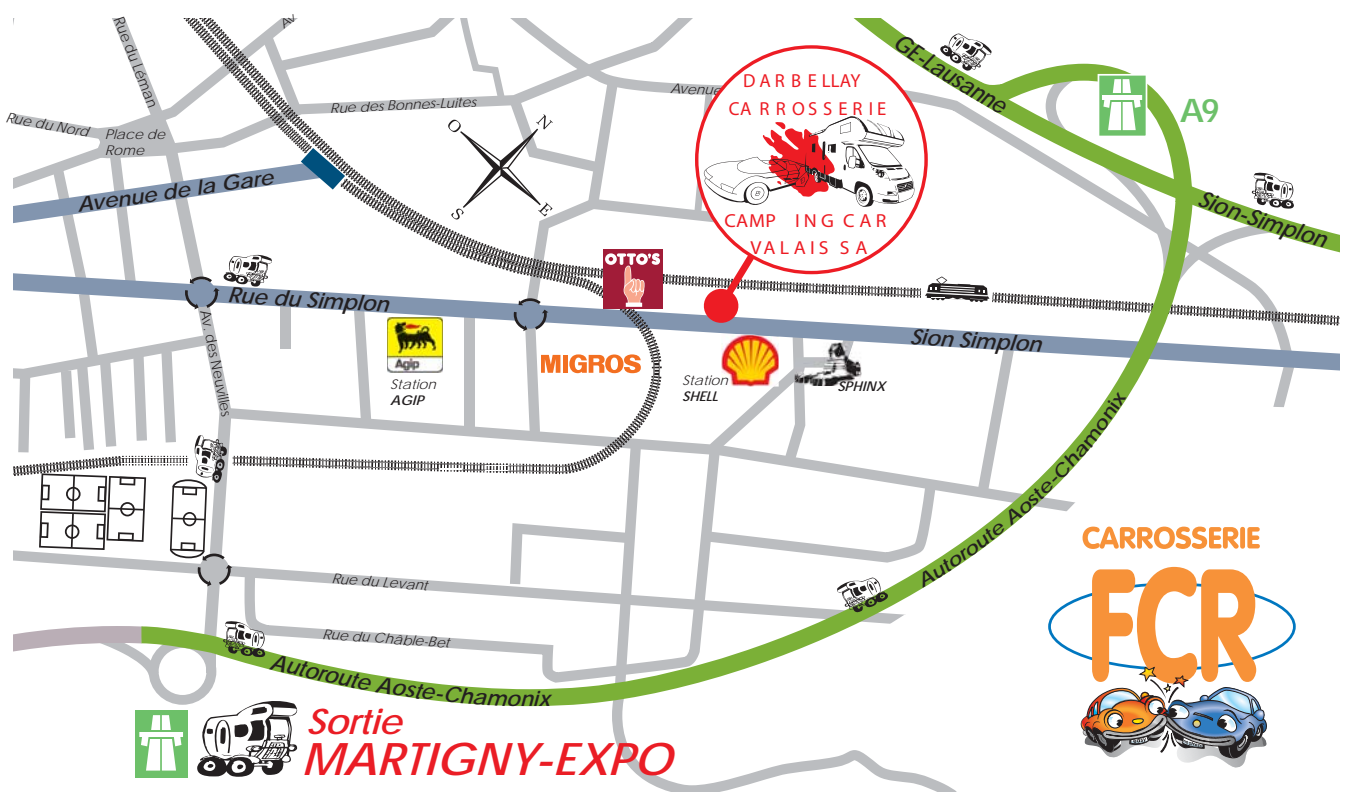 Rue du Léman
Av
GE-Lausanne
DARBELLAY
CARROSSERIE
Avenue
A9
Rue des Bonnes-Luites
Rue du Nord
Place de
Rome
O
N
S
E
Avenue de la Gare
Sion-Simplon
CAMPING CAR
VALAIS SA
OTTO'S
Rue du Simplon
Sion Simplon
Av. des Neuvilles
Agip
Station
AGIP
MIGROS
Station
SHELL
SPHINX
Autoroute Aoste-Chamonix
CARROSSERIE
FCR
Rue du Levant
Rue du Châble-Bet
Autoroute Aoste-Chamonix
Sortie
MARTIGNY-EXPO